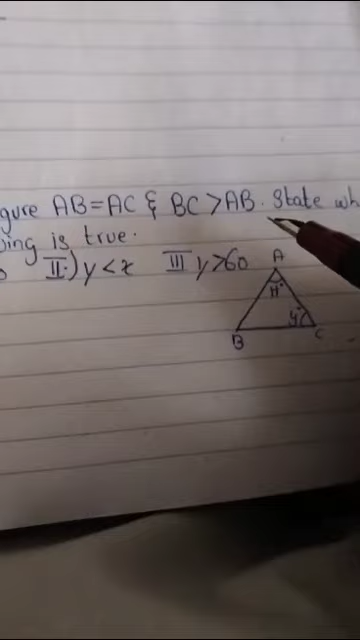 gure AB=AC & BC>AB. State wh
ing is true.
II) y<x III y>60
A
x°
y°
B
C